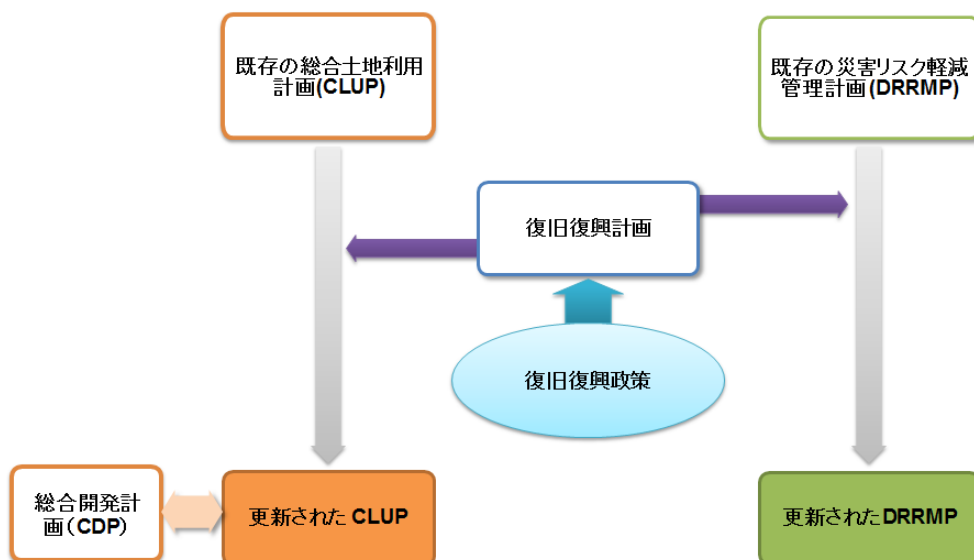 既存の総合土地利用
計画(CLUP)
既存の災害リスク軽減
管理計画(DRRMP)
復旧復興計画
復旧復興政策
総合開発計
画(CDP)
更新された CLUP
更新されたDRRMP